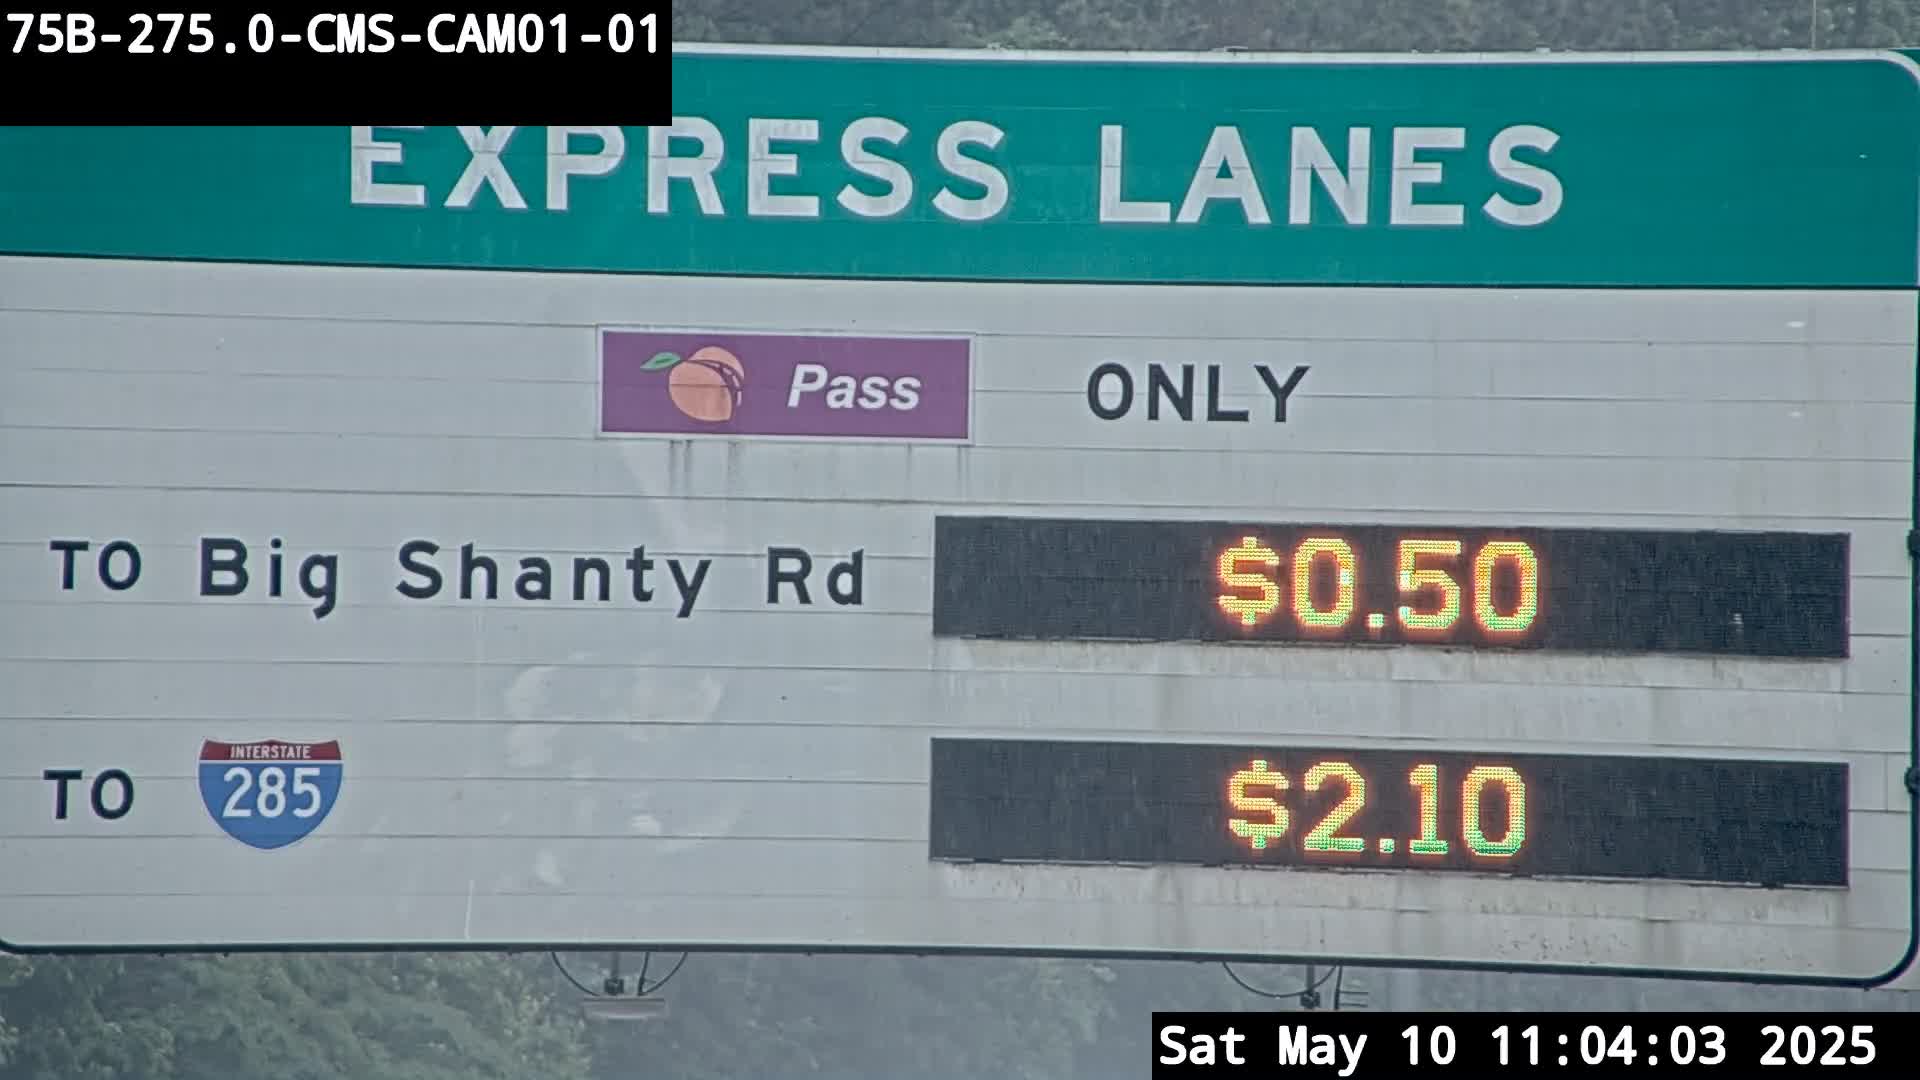 75B-275.0-CMS-CAM01-01
EXPRESS LANES
Pass ONLY
TO Big Shanty Rd $0.50
INTERSTATE
TO 285 $2.10
Sat May 10 11:04:03 2025